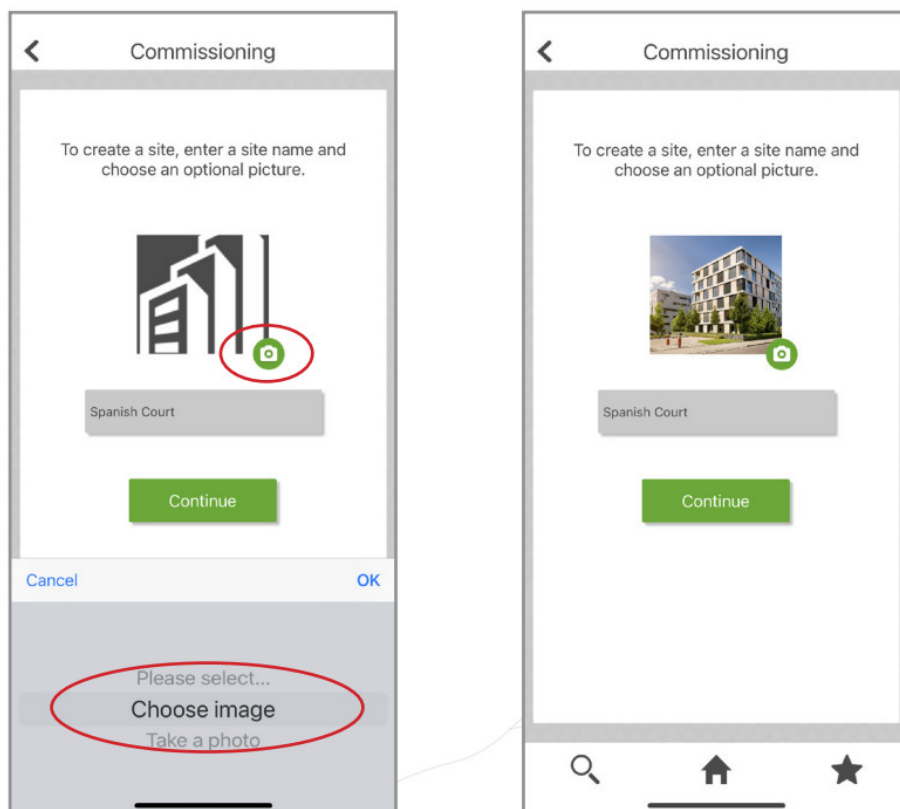 Commissioning
To create a site, enter a site name and
choose an optional picture.
Spanish Court
Continue
Cancel
OK
Please select...
Choose image
Take a photo
Commissioning
To create a site, enter a site name and
choose an optional picture.
Spanish Court
Continue